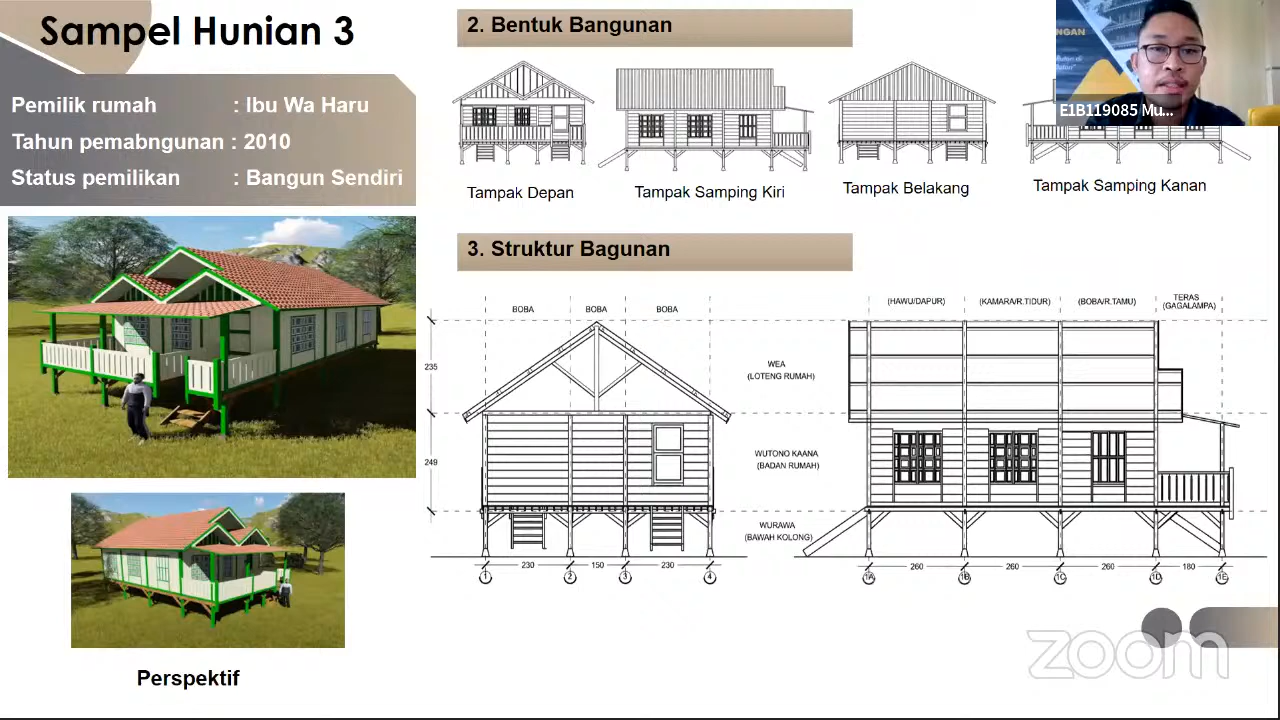 Sampel Hunian 3
Pemilik rumah : Ibu Wa Haru
Tahun pemabngunan : 2010
Status pemilikan : Bangun Sendiri
Perspektif
2. Bentuk Bangunan
Tampak Depan
Tampak Samping Kiri
Tampak Belakang
Tampak Samping Kanan
3. Struktur Bagunan
BOBA BOBA BOBA
235
249
230 150 230
1 2 3 4
WEA
(LOTENG RUMAH)
WUTONO KAANA
(BADAN RUMAH)
WURAWA
(BAWAH KOLONG)
(HAWU/DAPUR) (KAMARA/R.TIDUR) (BOBA/R.TAMU)
TERAS
(GAGALAMPA)
260 260 260 180
1A 1B 1C 1D 1E
NGAN
E1B119085 Mu...
zoom